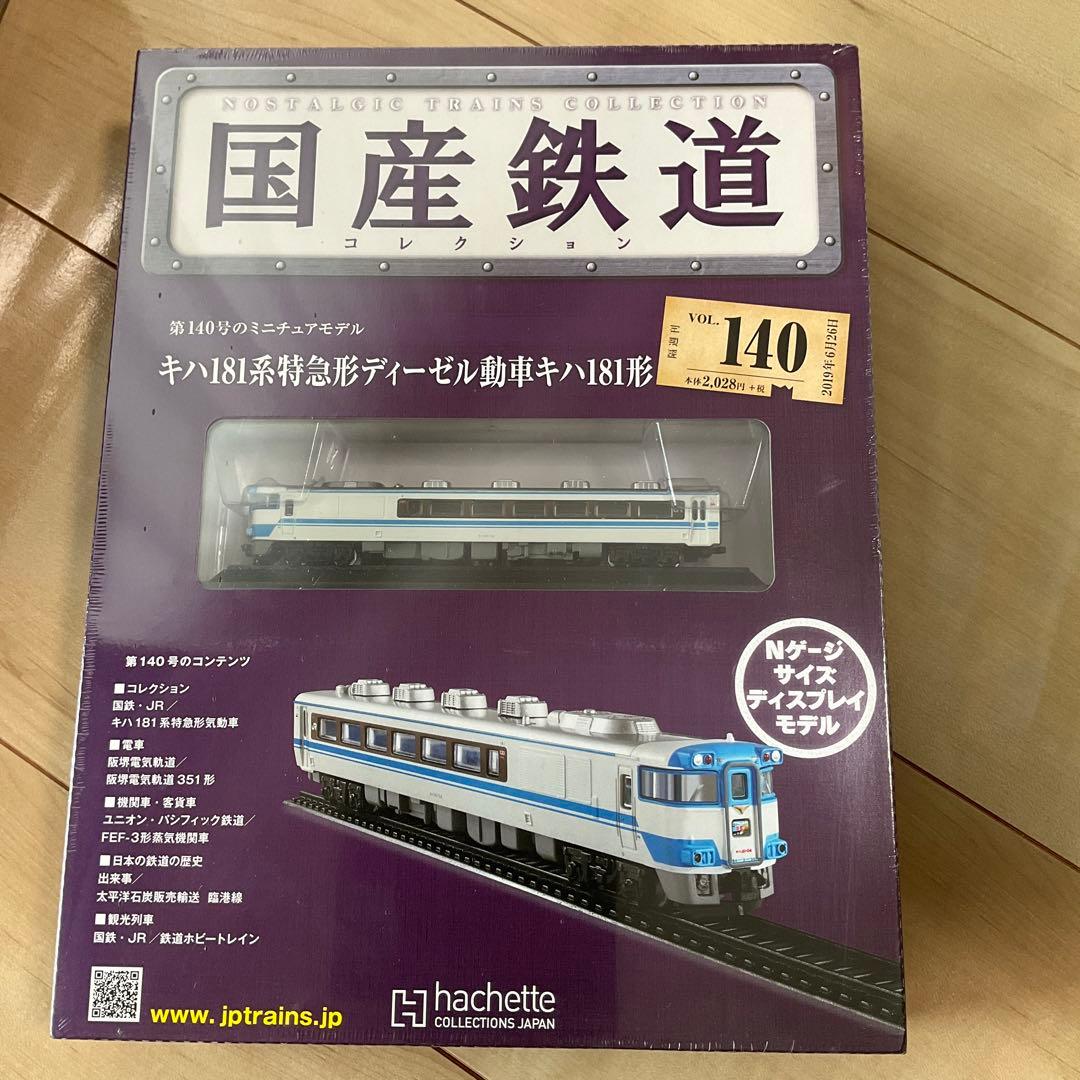 NOSTALGIC TRAINS COLLECTION
国産鉄道
コレクション
第140号のミニチュアモデル
キハ181系特急形ディーゼル動車キハ181形
隔週刊
VOL. 140
本体2,028円+税
2019年6月26日
Nゲージ
サイズ
ディスプレイ
モデル
第140号のコンテンツ
■コレクション
国鉄・JR／
キハ181系特急形気動車
■電車
阪堺電気軌道／
阪堺電気軌道351形
■機関車・客貨車
ユニオン・パシフィック鉄道／
FEF-3形蒸気機関車
■日本の鉄道の歴史
出来事／
太平洋石炭販売輸送 臨港線
■観光列車
国鉄・JR／鉄道ホビートレイン
www.jptrains.jp
hachette
COLLECTIONS JAPAN